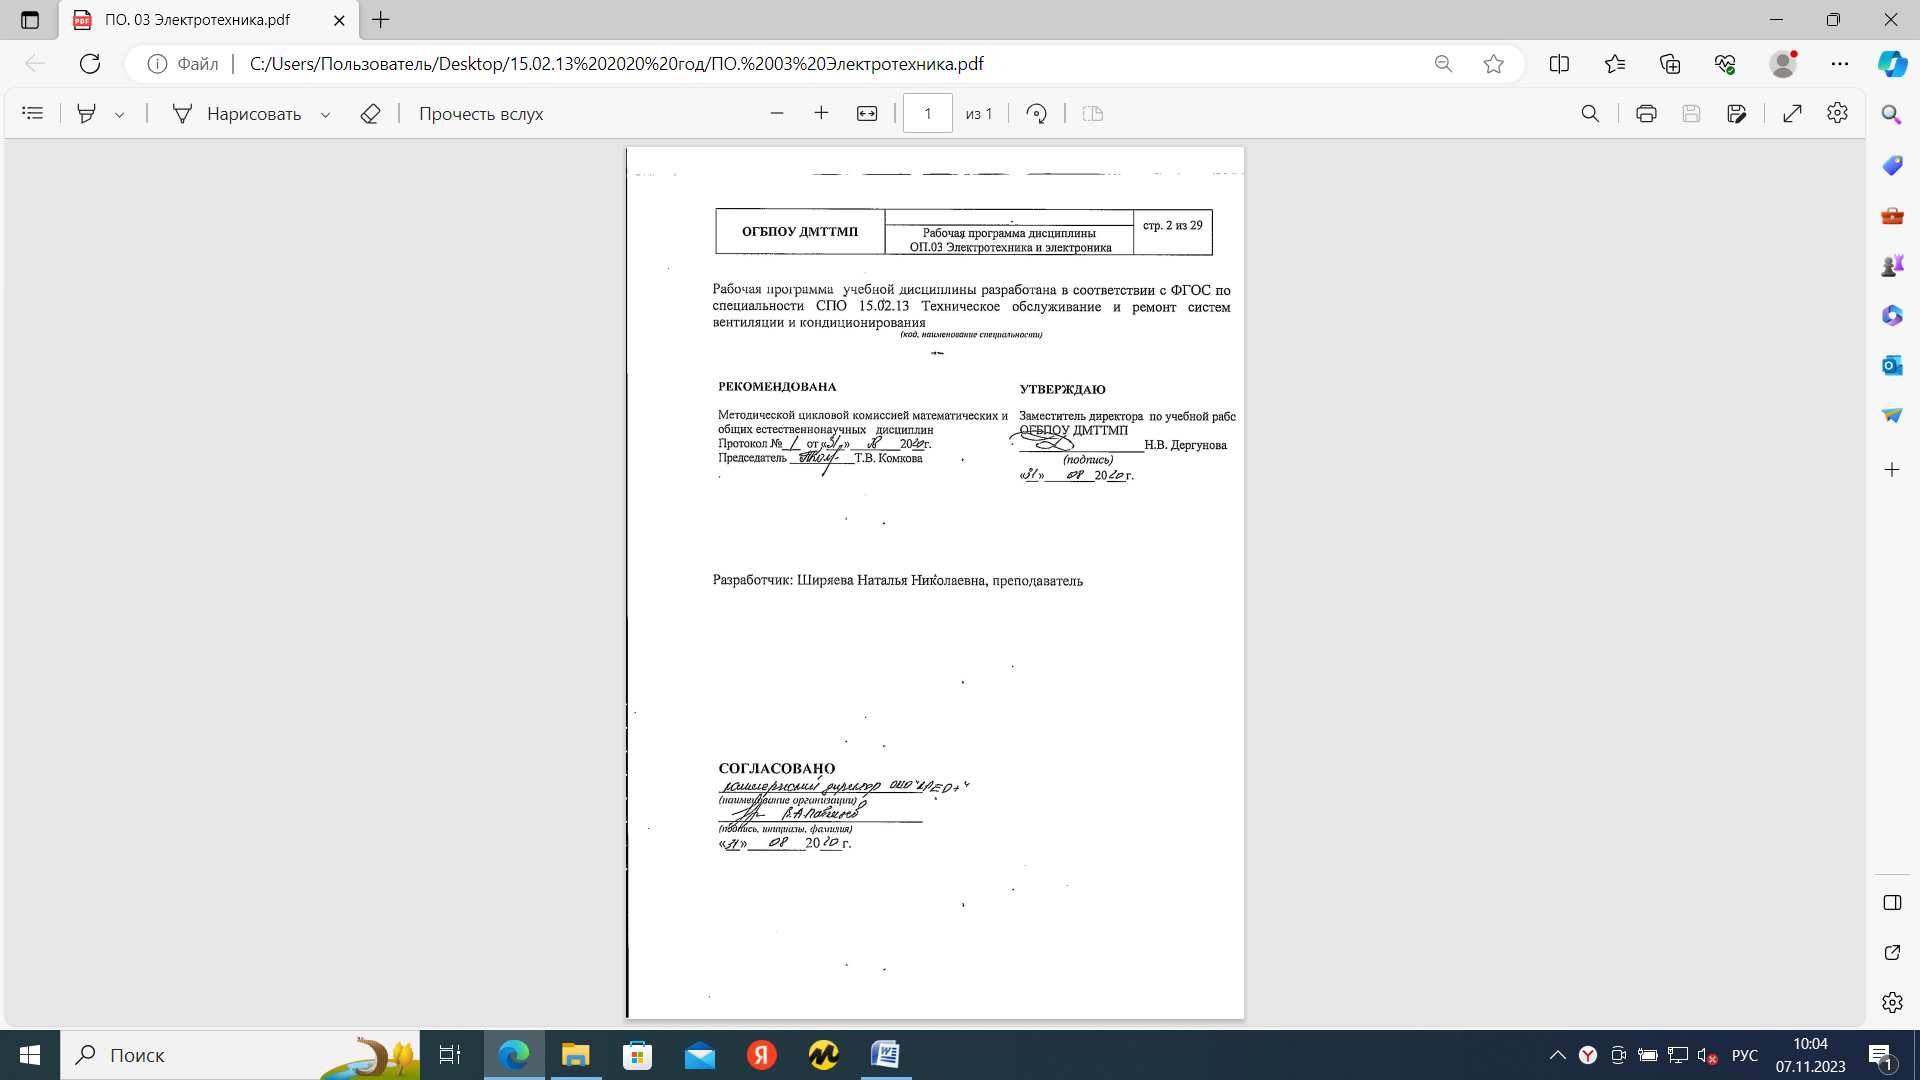 ПО. 03 Электротехника.pdf
Файл
C:/Users/Пользователь/Desktop/15.02.13%202020%20год/ПО.%2003%20Электротехника.pdf
Нарисовать
Прочесть вслух
1
из 1
ОГБПОУ ДМТТМП
Рабочая программа дисциплины
ОП.03 Электротехника и электроника
стр. 2 из 29
Рабочая программа учебной дисциплины разработана в соответствии с ФГОС по
специальности СПО 15.02.13 Техническое обслуживание и ремонт систем
вентиляции и кондиционирования
(код, наименование специальности)
РЕКОМЕНДОВАНА
Методической цикловой комиссией математических и
общих естественнонаучных дисциплин
Протокол № 1 от «31» 08 2020г.
Председатель Т.В. Комкова
УТВЕРЖДАЮ
Заместитель директора по учебной рабо
ОГБПОУ ДМТТМП
Н.В. Дергунова
(подпись)
«31» 08 2020г.
Разработчик: Ширяева Наталья Николаевна, преподаватель
СОГЛАСОВАНО
директор ООО
(наименование организации)
В.А.
(подпись, инициалы, фамилия)
«31» 08 2020г.
Поиск
РУС
10:04
07.11.2023
1